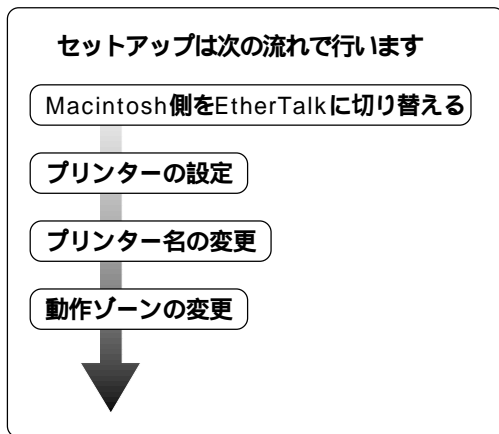 セットアップは次の流れで行います
Macintosh側をEtherTalkに切り替える
プリンターの設定
プリンター名の変更
動作ゾーンの変更